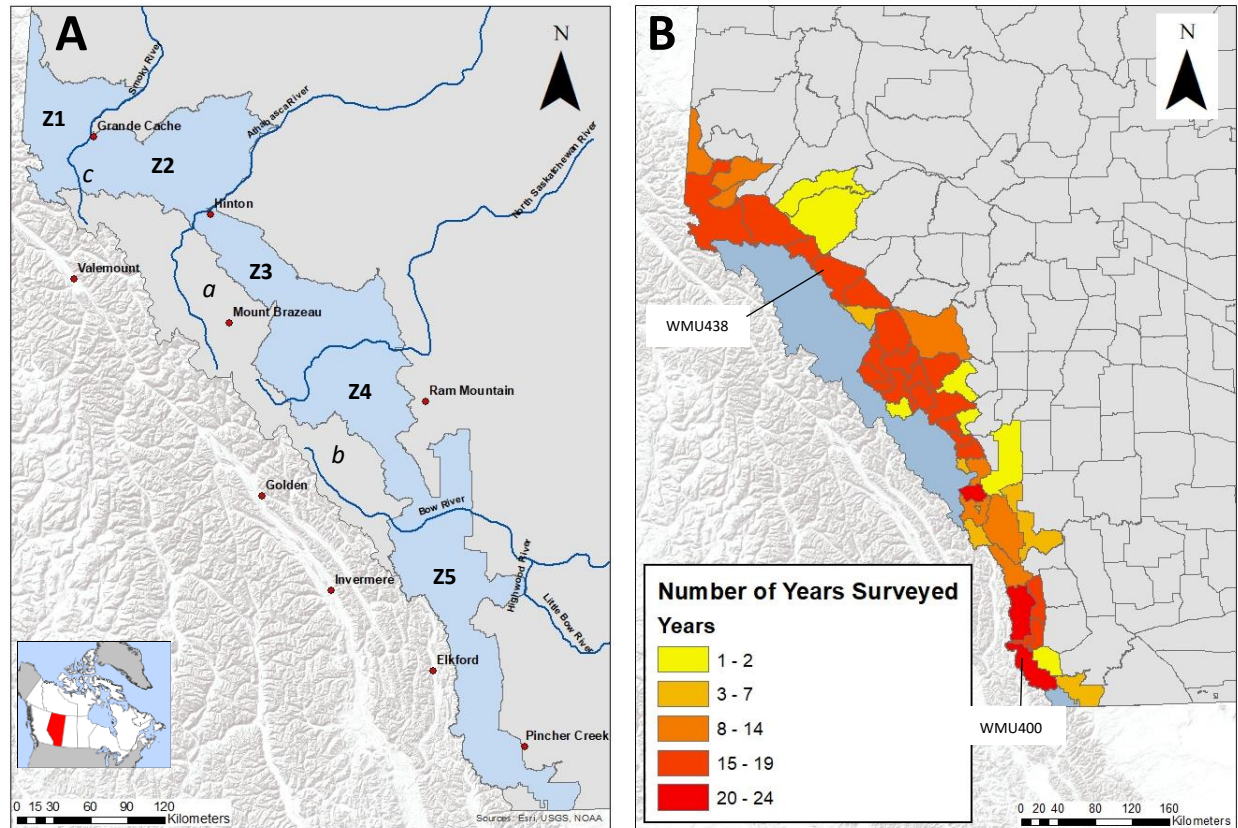 A
N
Smoky River
Z1
Grande Cache
Athabasca River
Z2
c
North Saskatchewan River
Hinton
Valemount
Z3
a
Mount Brazeau
Z4
Ram Mountain
b
Golden
Bow River
Z5
Highwood River
Invermere
Little Bow River
Elkford
Pincher Creek
0 15 30 60 90 120
Kilometers
Sources: Esri, USGS, NOAA
B
N
WMU438
WMU400
Number of Years Surveyed
Years
1 - 2
3 - 7
8 - 14
15 - 19
20 - 24
0 20 40 80 120 160
Kilometers